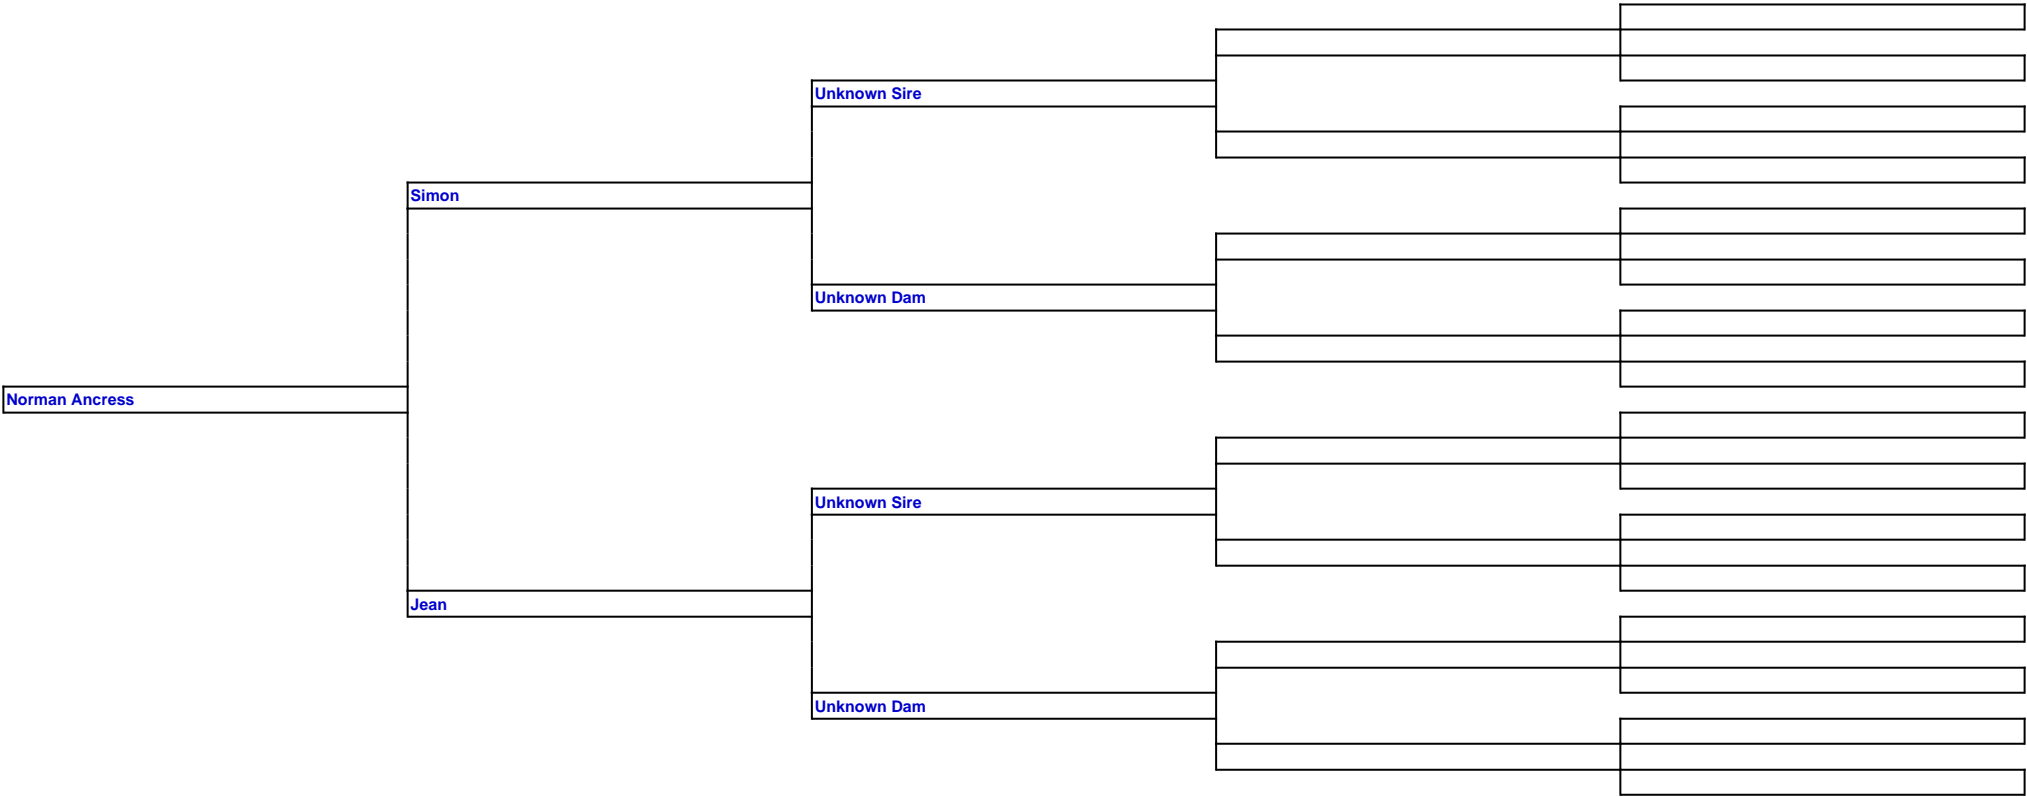 Unknown Sire
Simon
Unknown Dam
Norman Ancress
Unknown Sire
Jean
Unknown Dam